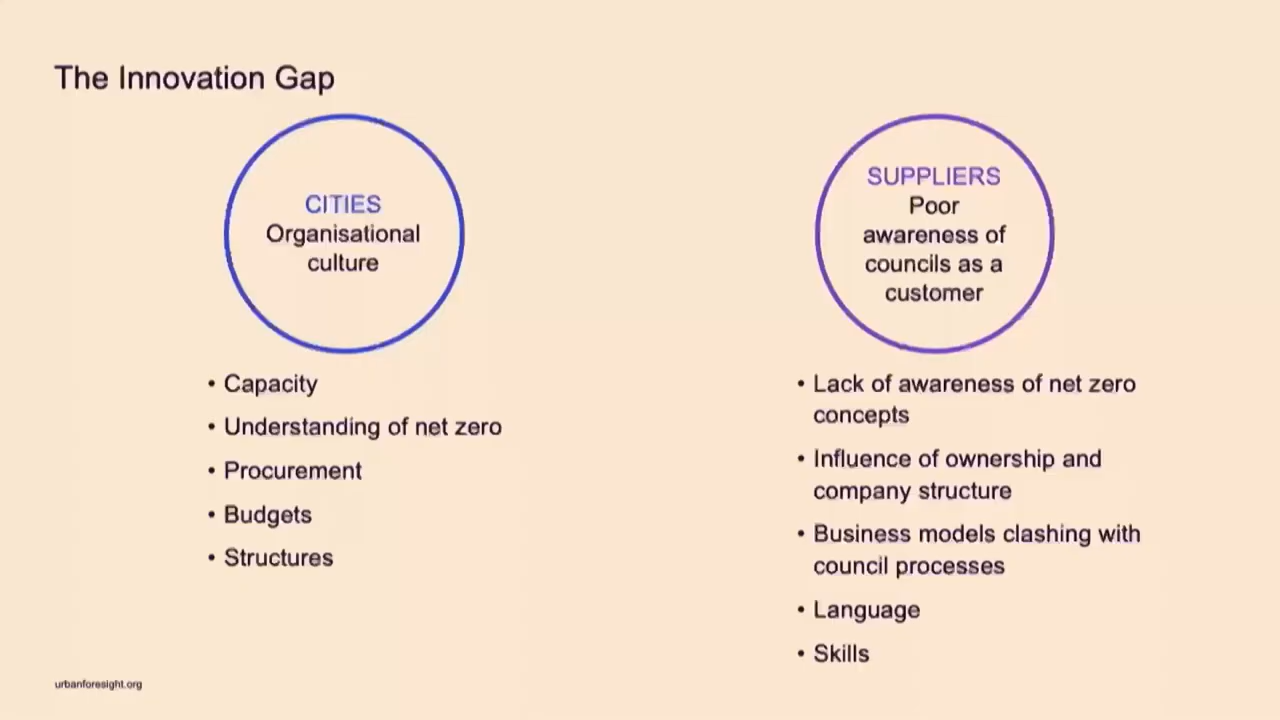 The Innovation Gap
CITIES
Organisational
culture
• Capacity
• Understanding of net zero
• Procurement
• Budgets
• Structures
SUPPLIERS
Poor
awareness of
councils as a
customer
• Lack of awareness of net zero
concepts
• Influence of ownership and
company structure
• Business models clashing with
council processes
• Language
• Skills
urbanforesight.org